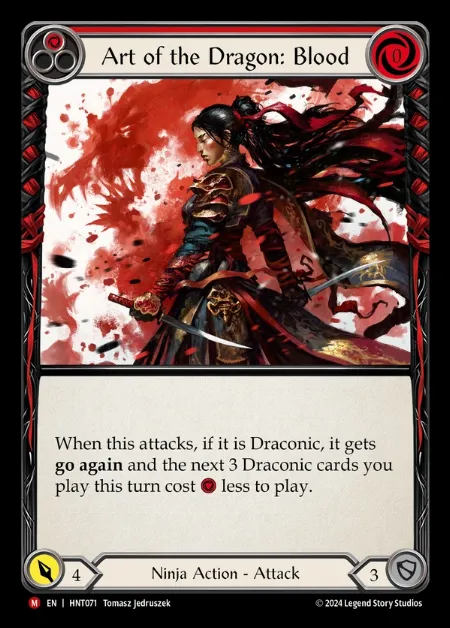 Art of the Dragon: Blood
0
When this attacks, if it is Draconic, it gets
go again and the next 3 Draconic cards you
play this turn cost less to play.
4
Ninja Action - Attack
3
M EN | HNT071 Tomasz Jedruszek
© 2024 Legend Story Studios